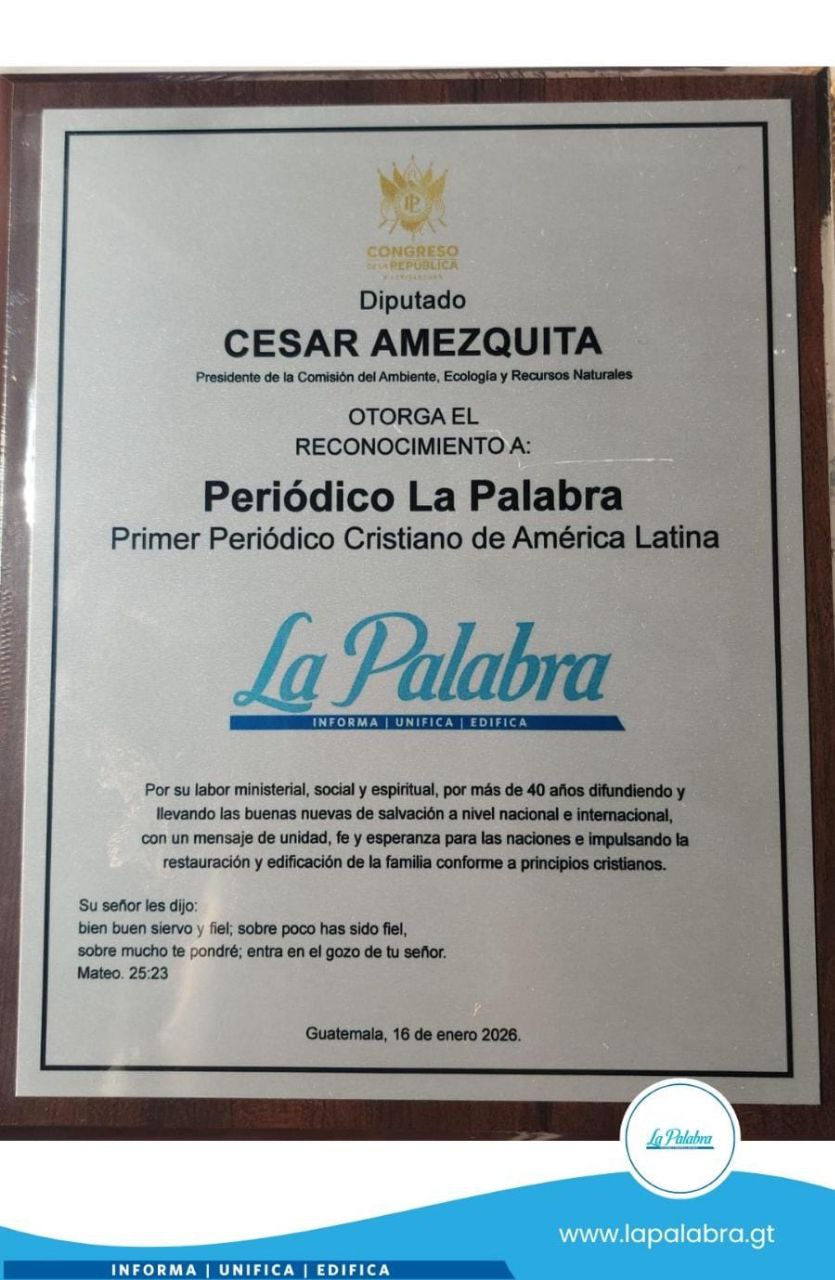 CONGRESO
DE LA REPÚBLICA
Diputado
CESAR AMEZQUITA
Presidente de la Comisión del Ambiente, Ecología y Recursos Naturales
OTORGA EL
RECONOCIMIENTO A:
Periódico La Palabra
Primer Periódico Cristiano de América Latina
La Palabra
INFORMA | UNIFICA | EDIFICA
Por su labor ministerial, social y espiritual, por más de 40 años difundiendo y
llevando las buenas nuevas de salvación a nivel nacional e internacional,
con un mensaje de unidad, fe y esperanza para las naciones e impulsando la
restauración y edificación de la familia conforme a principios cristianos.
Su señor les dijo:
bien buen siervo y fiel; sobre poco has sido fiel,
sobre mucho te pondré; entra en el gozo de tu señor.
Mateo. 25:23
Guatemala, 16 de enero 2026.
La Palabra
www.lapalabra.gt
INFORMA | UNIFICA | EDIFICA